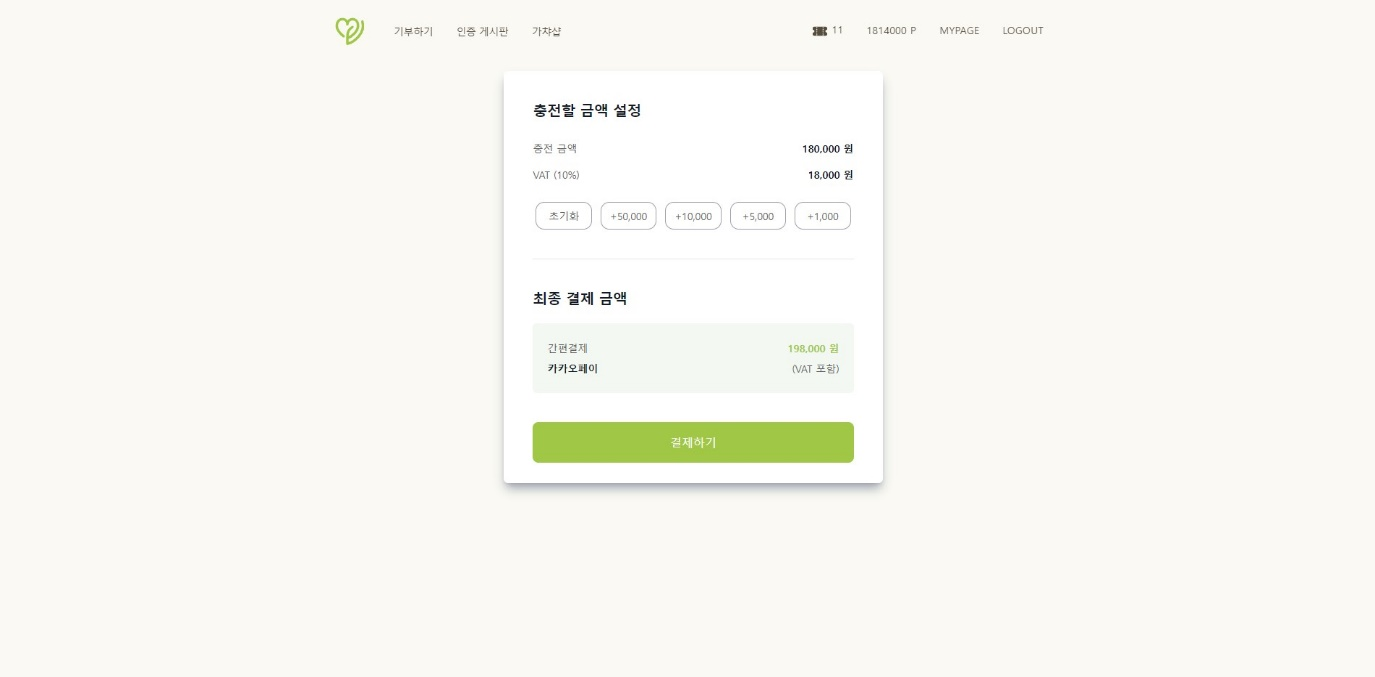 기부하기 인증 게시판 가챠샵 11 1814000 P MYPAGE LOGOUT
충전할 금액 설정
충전 금액 180,000 원
VAT (10%) 18,000 원
초기화 +50,000 +10,000 +5,000 +1,000
최종 결제 금액
간편결제 198,000 원
카카오페이 (VAT 포함)
결제하기